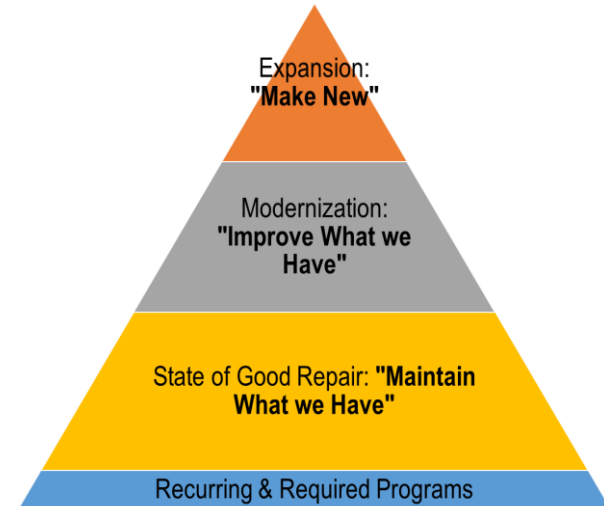 Expansion:
"Make New"
Modernization:
"Improve What we
Have"
State of Good Repair: "Maintain
What we Have"
Recurring & Required Programs